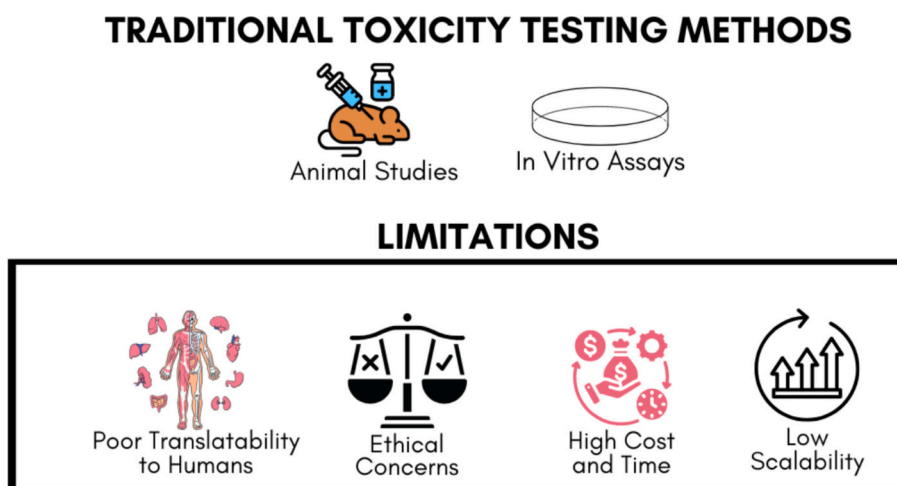 TRADITIONAL TOXICITY TESTING METHODS
Animal Studies
In Vitro Assays
LIMITATIONS
Poor Translatability
to Humans
Ethical
Concerns
High Cost
and Time
Low
Scalability